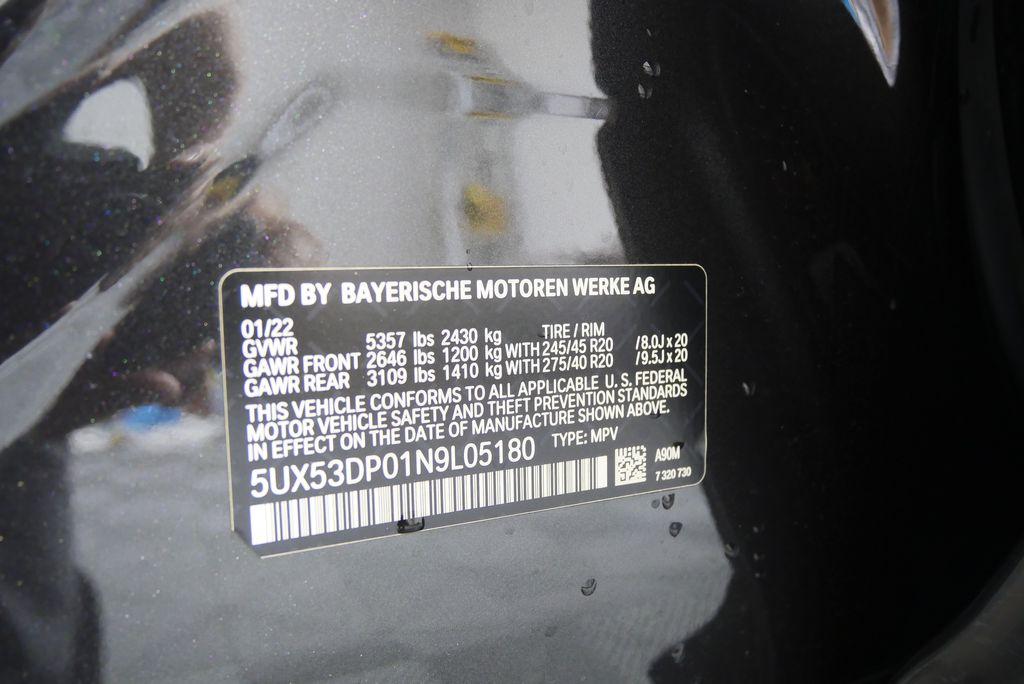 MFD BY BAYERISCHE MOTOREN WERKE AG
01/22 TIRE / RIM
GVWR 5357 lbs 2430 kg
GAWR FRONT 2646 lbs 1200 kg WITH 245/45 R20 /8.0J x 20
GAWR REAR 3109 lbs 1410 kg WITH 275/40 R20 /9.5J x 20
THIS VEHICLE CONFORMS TO ALL APPLICABLE U. S. FEDERAL
MOTOR VEHICLE SAFETY AND THEFT PREVENTION STANDARDS
IN EFFECT ON THE DATE OF MANUFACTURE SHOWN ABOVE.
5UX53DP01N9L05180 TYPE: MPV
A90M
7 320 730